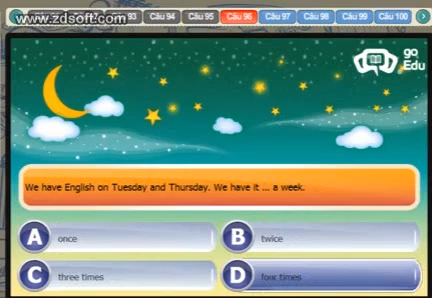 www.zdsoft.com 93 Câu 94 Câu 95 Câu 96 Câu 97 Câu 98 Câu 99 Câu 100
go
Edu
We have English on Tuesday and Thursday. We have it ... a week.
A once
B twice
C three times
D four times